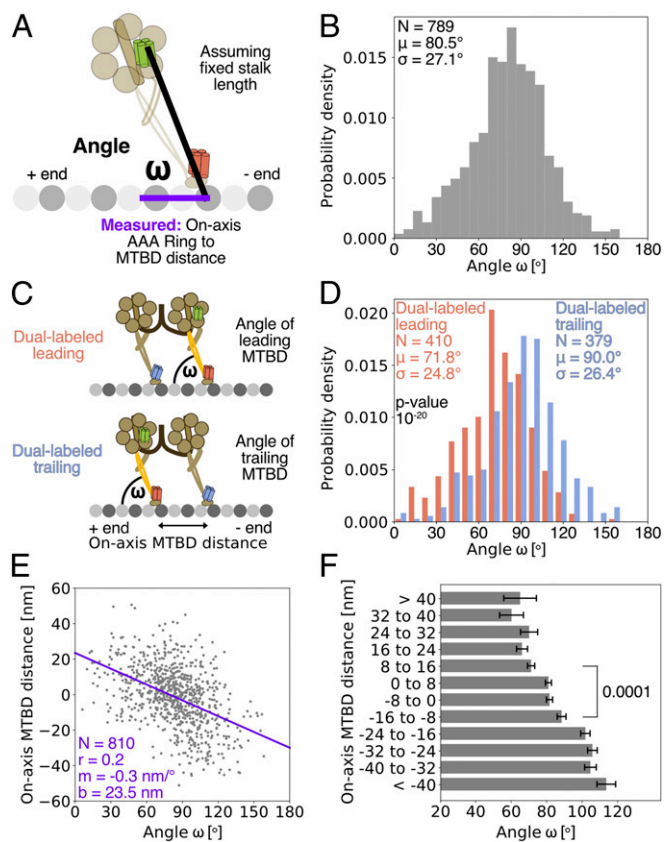 A
Assuming
fixed stalk
length
Angle
ω
+ end
- end
Measured: On-axis
AAA Ring to
MTBD distance
B
N = 789
μ = 80.5°
σ = 27.1°
Probability density
0.015
0.010
0.005
0.000
0 60 90 120 180
Angle ω [°]
C
Dual-labeled
leading
Angle of
leading
MTBD
ω
Dual-labeled
trailing
Angle of
trailing
MTBD
ω
+ end
- end
On-axis MTBD distance
D
Dual-labeled
leading
N = 410
μ = 71.8°
σ = 24.8°
p-value
10-20
Dual-labeled
trailing
N = 379
μ = 90.0°
σ = 26.4°
Probability density
0.020
0.015
0.010
0.005
0.000
0 60 90 120 180
Angle ω [°]
E
On-axis MTBD distance [nm]
60
40
20
0
−20
−40
−60
N = 810
r = 0.2
m = -0.3 nm/°
b = 23.5 nm
0 60 90 120 180
Angle ω [°]
F
On-axis MTBD distance [nm]
> 40
32 to 40
24 to 32
16 to 24
8 to 16
0 to 8
-8 to 0
-16 to -8
-24 to -16
-32 to -24
-40 to -32
< -40
0.0001
20 40 60 80 120
Angle ω [°]